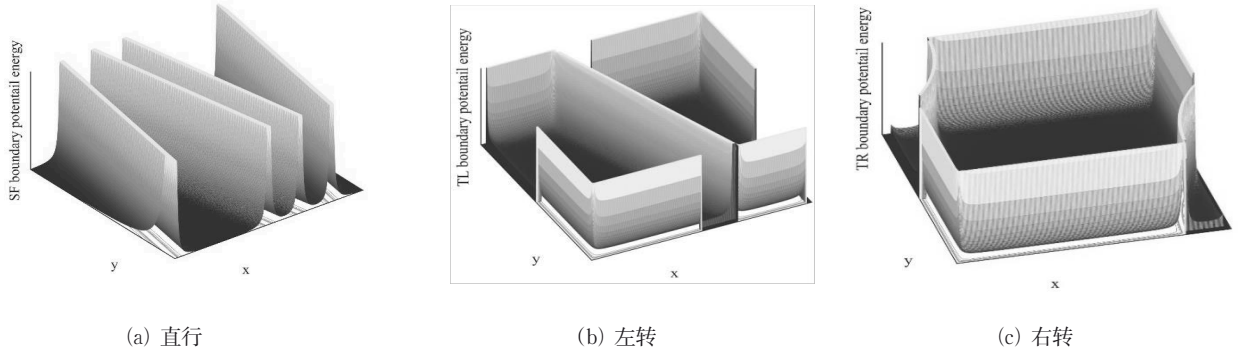 SF boundary potentail energy
y
x
(a) 直行
TL boundary potentail energy
y
x
(b) 左转
TR boundary potentail energy
y
x
(c) 右转